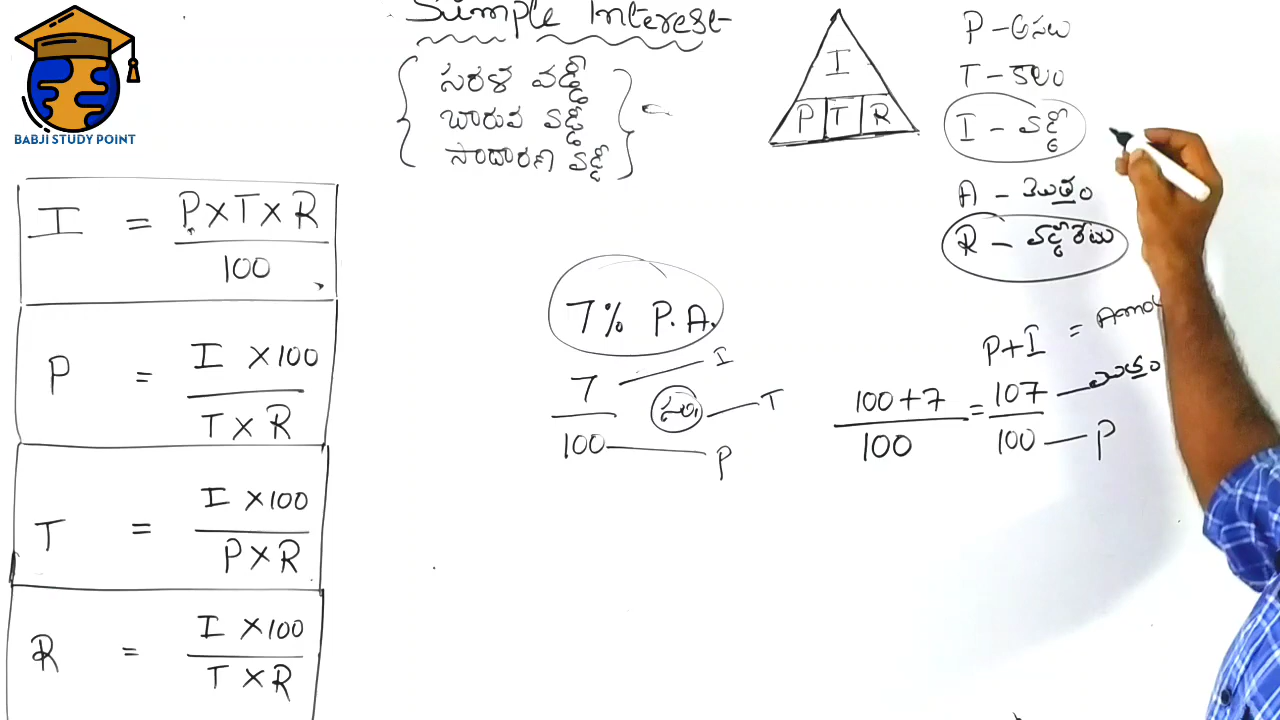 BABJI STUDY POINT
Simple Interest
సరళ వడ్డీ
బారువ వడ్డీ
సాదారణ వడ్డీ
I
P T R
P - అసలు
T - కాలం
I - వడ్డీ
A - మొత్తం
R - వడ్డీ రేటు
I = P×T×R
100
P = I ×100
T × R
T = I ×100
P × R
R = I ×100
T × R
7% P.A.
7 I
సం. T
100 P
P+I =
100+7 = 107 మొత్తం
100 100 P